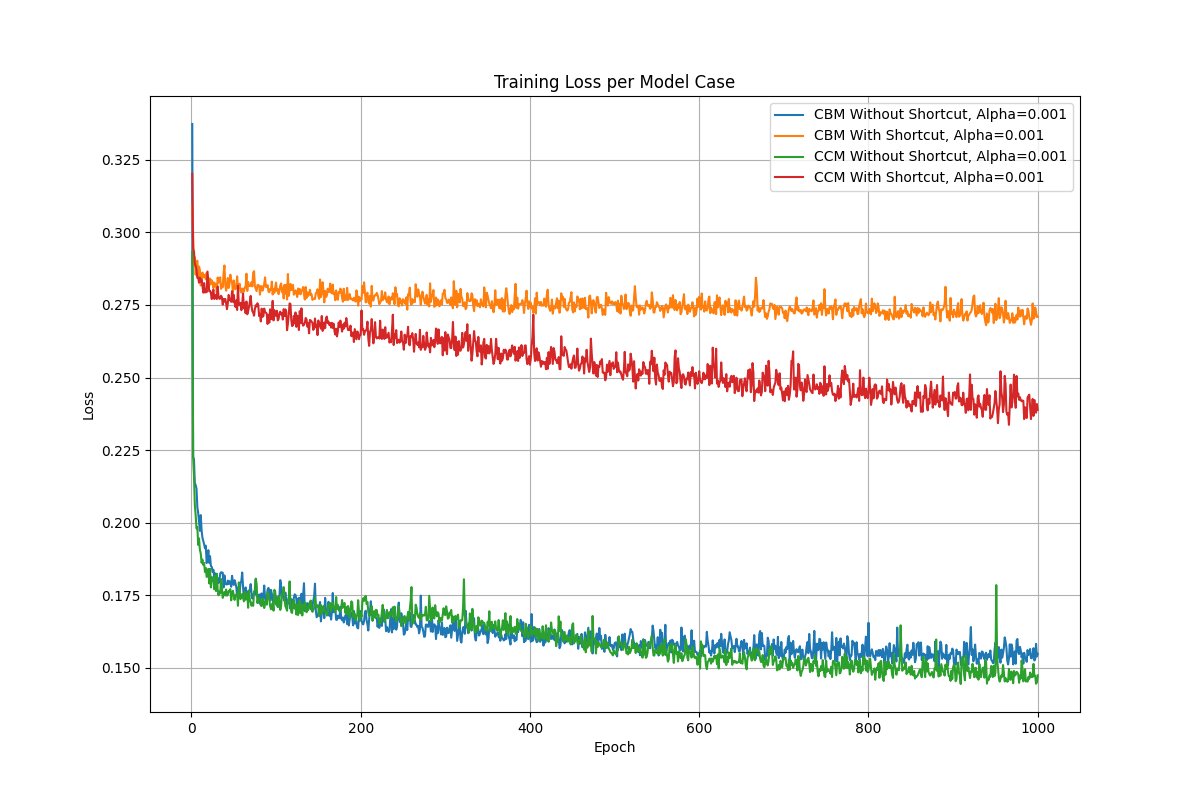 Training Loss per Model Case
CBM Without Shortcut, Alpha=0.001
CBM With Shortcut, Alpha=0.001
CCM Without Shortcut, Alpha=0.001
CCM With Shortcut, Alpha=0.001
0.325
0.300
0.275
0.250
0.225
0.200
0.175
0.150
Loss
0 200 400 600 800 1000
Epoch